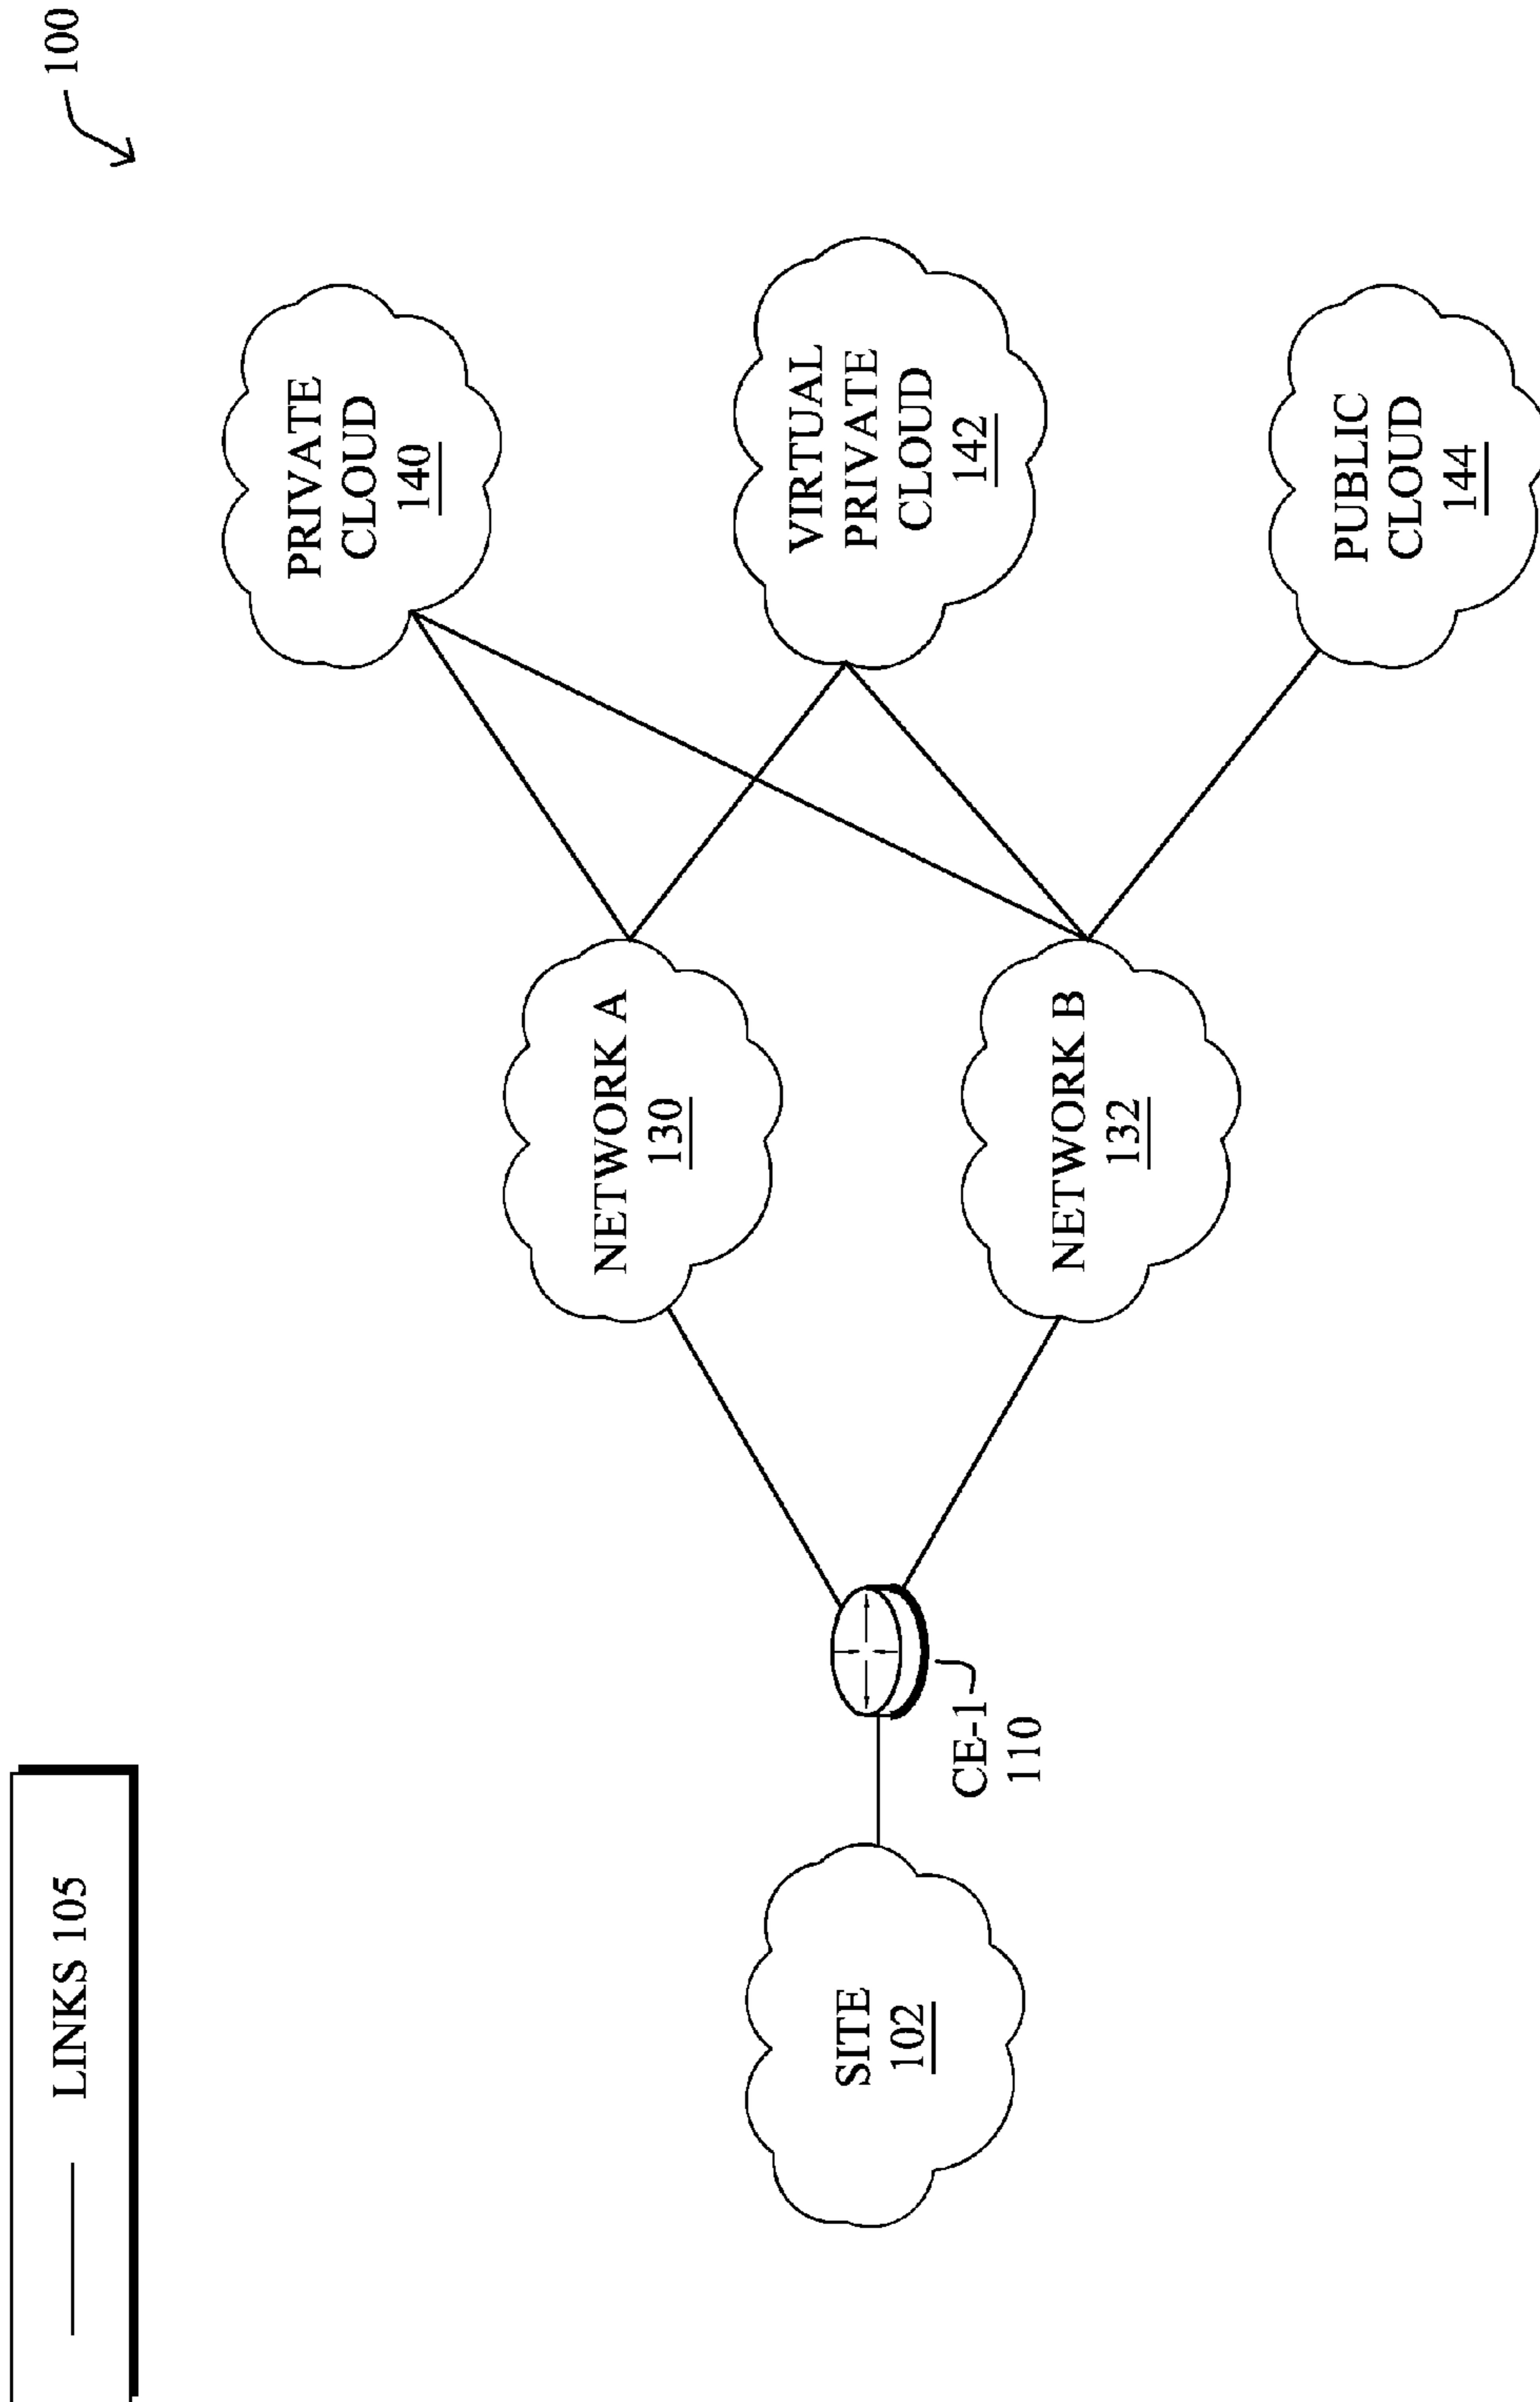 LINKS 105
100
PRIVATE
CLOUD
140
NETWORK A
130
VIRTUAL
PRIVATE
CLOUD
142
SITE
102
CE-1
110
NETWORK B
132
PUBLIC
CLOUD
144